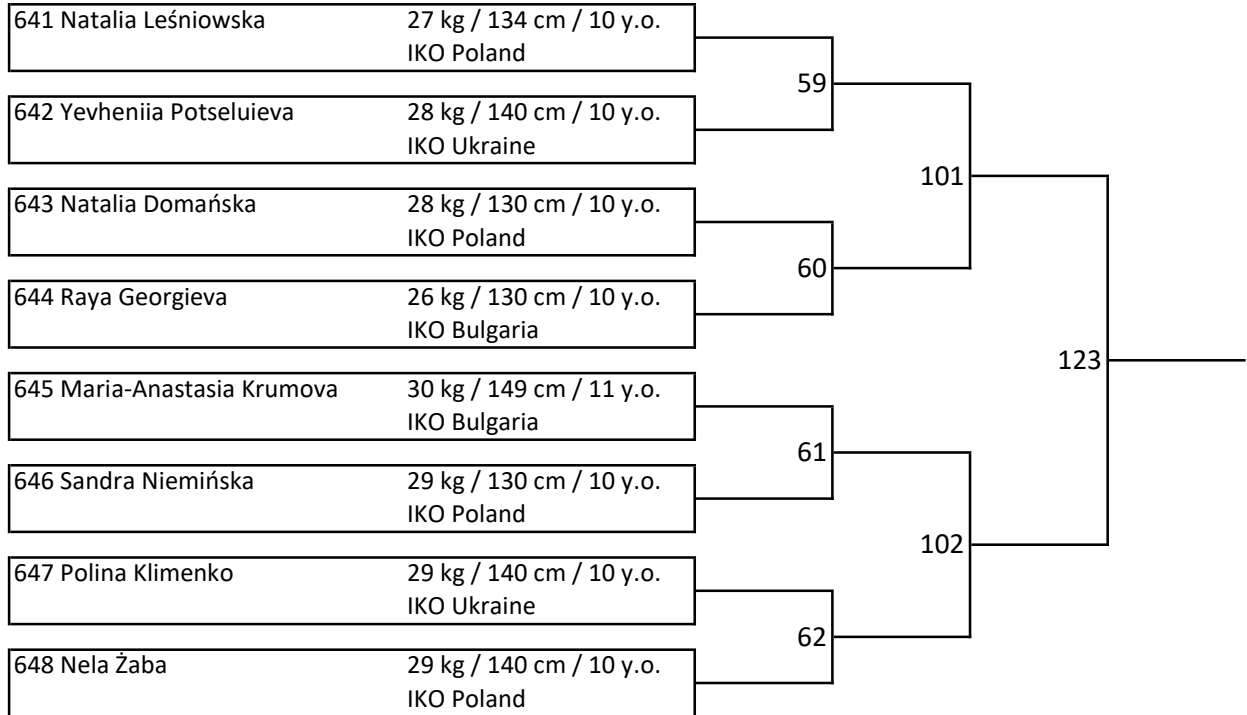 641 Natalia Leśniowska 27 kg / 134 cm / 10 y.o.
IKO Poland
59
642 Yevheniia Potseluieva 28 kg / 140 cm / 10 y.o.
IKO Ukraine
101
643 Natalia Domańska 28 kg / 130 cm / 10 y.o.
IKO Poland
60
644 Raya Georgieva 26 kg / 130 cm / 10 y.o.
IKO Bulgaria
123
645 Maria-Anastasia Krumova 30 kg / 149 cm / 11 y.o.
IKO Bulgaria
61
646 Sandra Niemińska 29 kg / 130 cm / 10 y.o.
IKO Poland
102
647 Polina Klimenko 29 kg / 140 cm / 10 y.o.
IKO Ukraine
62
648 Nela Żaba 29 kg / 140 cm / 10 y.o.
IKO Poland